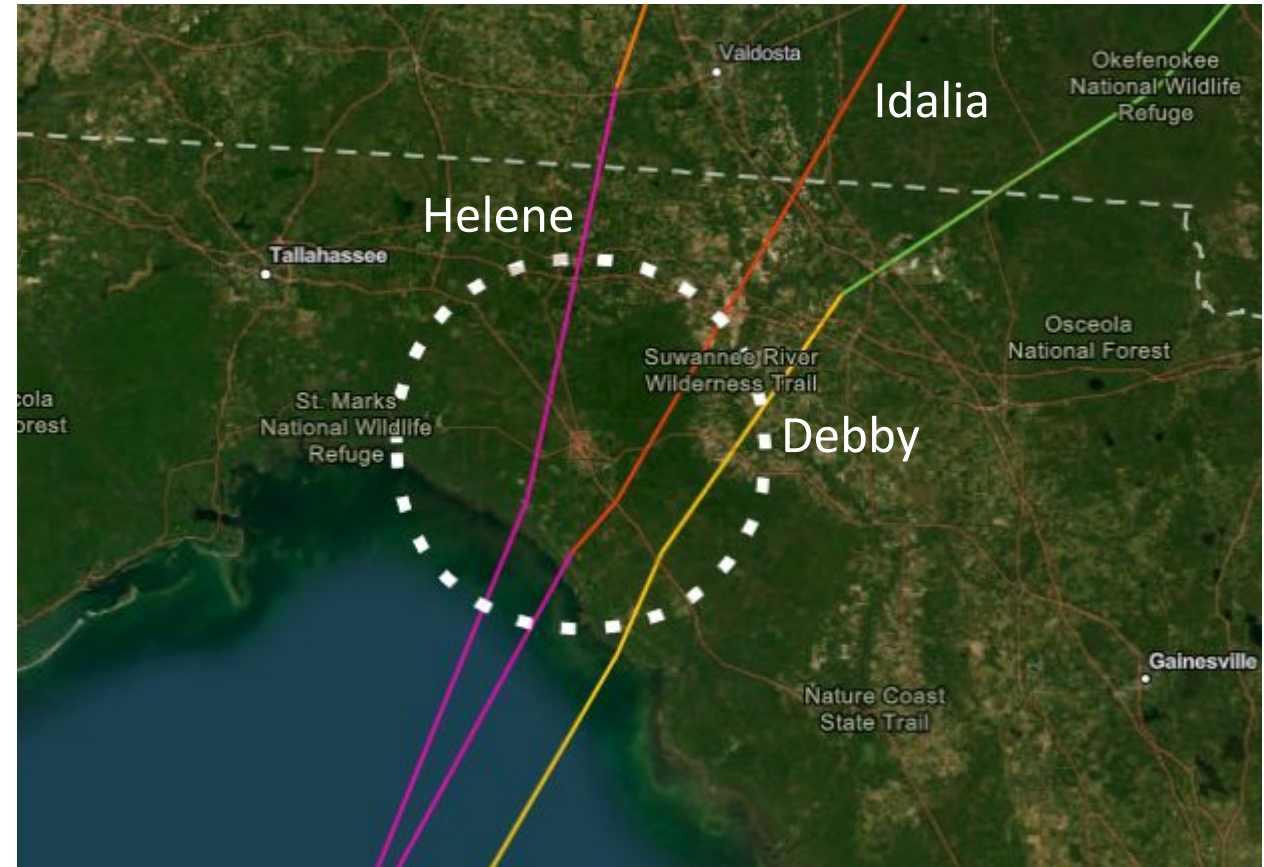 Valdosta
Okefenokee
National Wildlife
Refuge
Idalia
Helene
Tallahassee
Osceola
National Forest
Suwannee River
Wilderness Trail
cola
orest
St. Marks
National Wildlife
Refuge
Debby
Gainesville
Nature Coast
State Trail